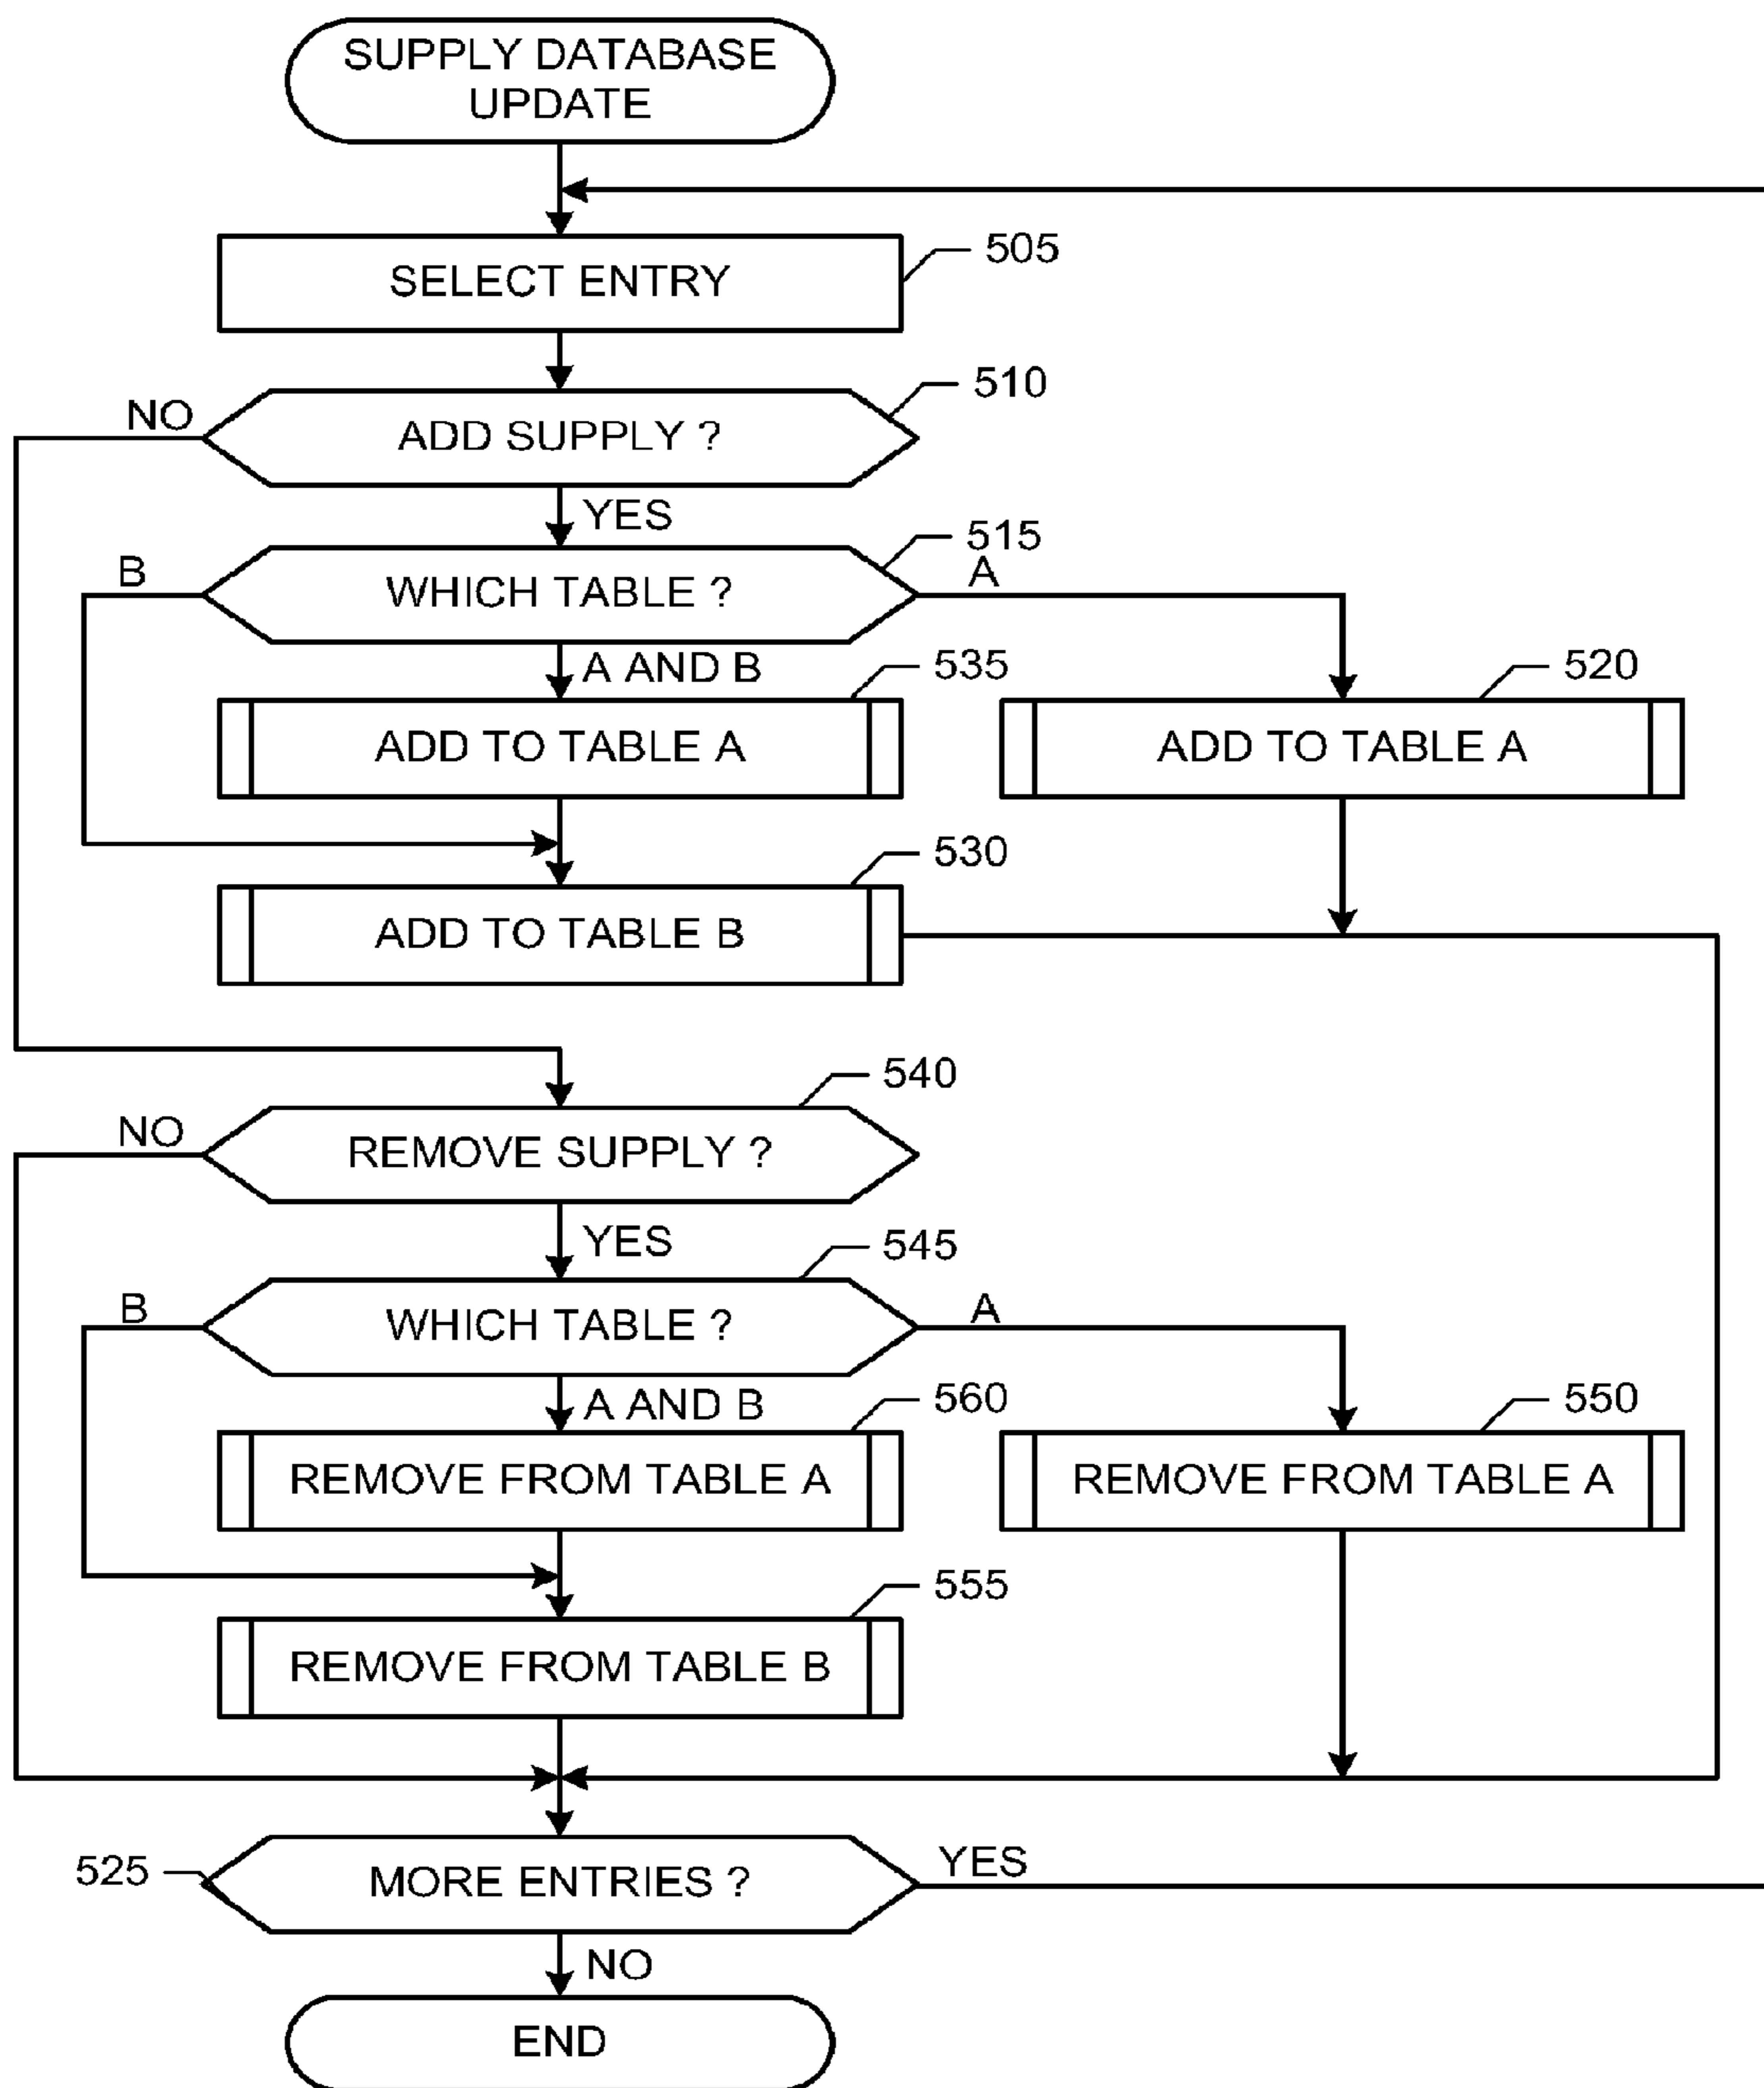 SUPPLY DATABASE
UPDATE
505
SELECT ENTRY
510
NO
ADD SUPPLY ?
YES
515
B
WHICH TABLE ?
A
A AND B
535
520
ADD TO TABLE A
ADD TO TABLE A
530
ADD TO TABLE B
540
NO
REMOVE SUPPLY ?
YES
545
B
WHICH TABLE ?
A
A AND B
560
550
REMOVE FROM TABLE A
REMOVE FROM TABLE A
555
REMOVE FROM TABLE B
525
MORE ENTRIES ?
YES
NO
END